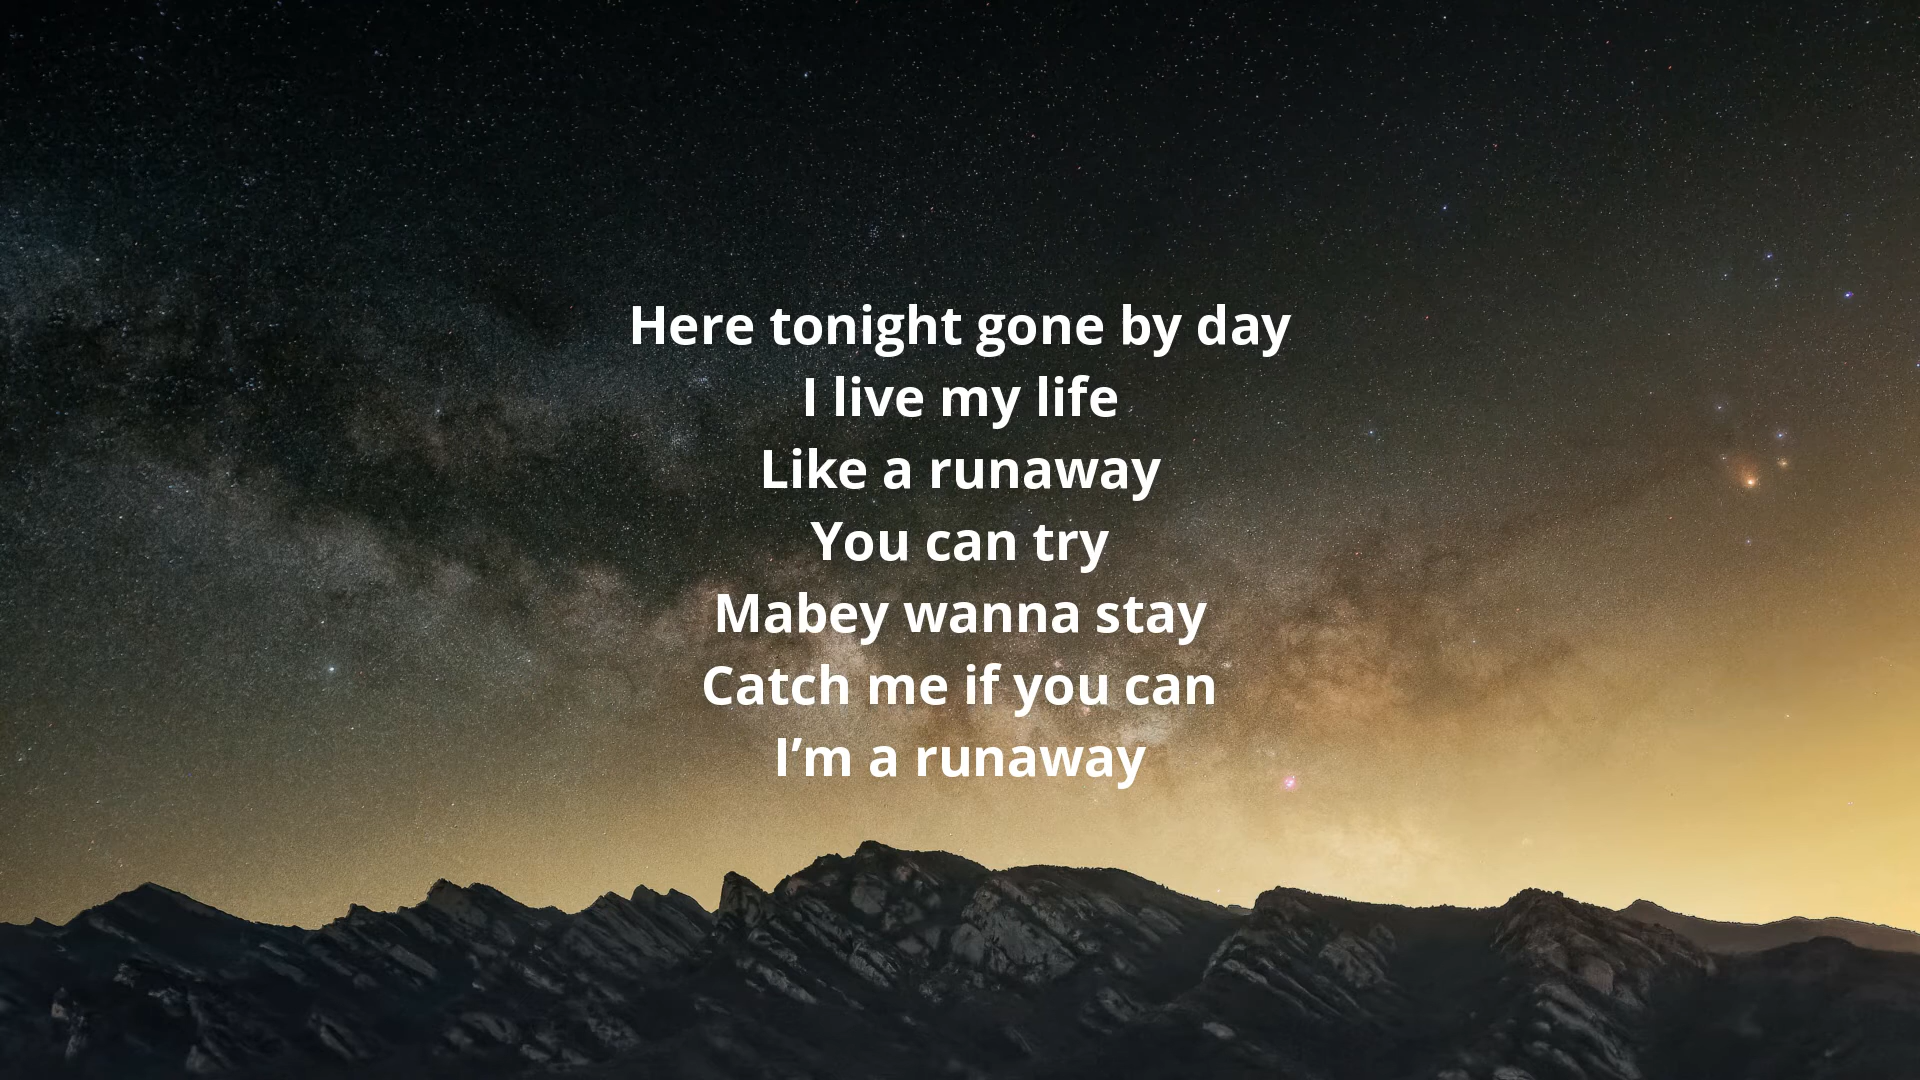 Here tonight gone by day
I live my life
Like a runaway
You can try
Mabey wanna stay
Catch me if you can
I’m a runaway